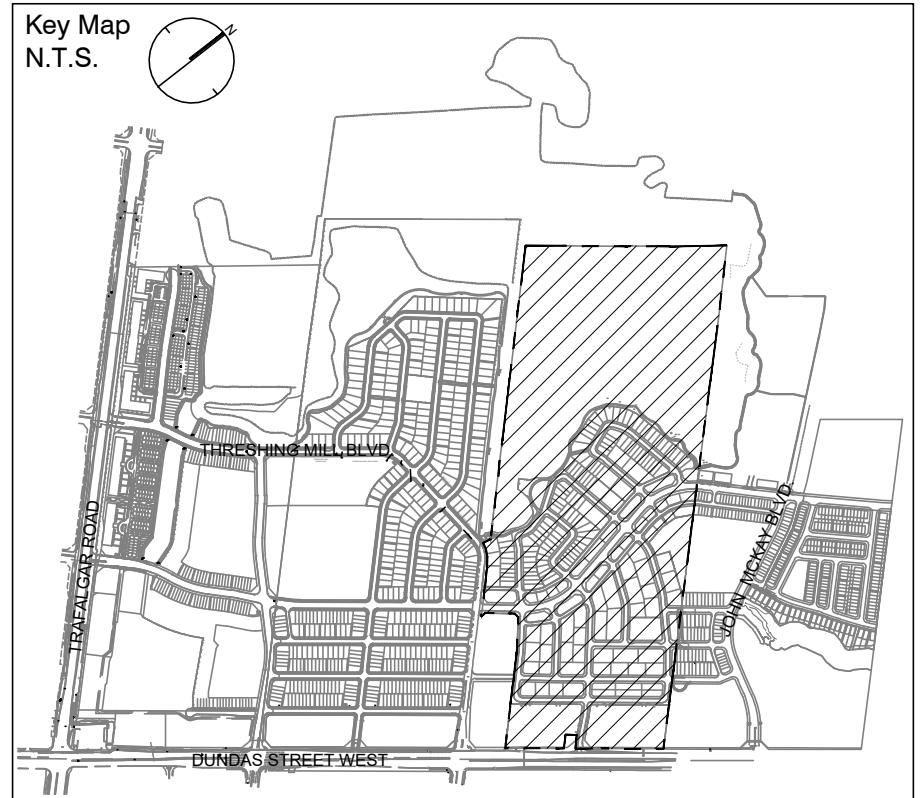 Key Map
N.T.S.
N
THRESHING MILL BLVD.
TRAFALGAR ROAD
JOHN MCKAY BLVD.
DUNDAS STREET WEST